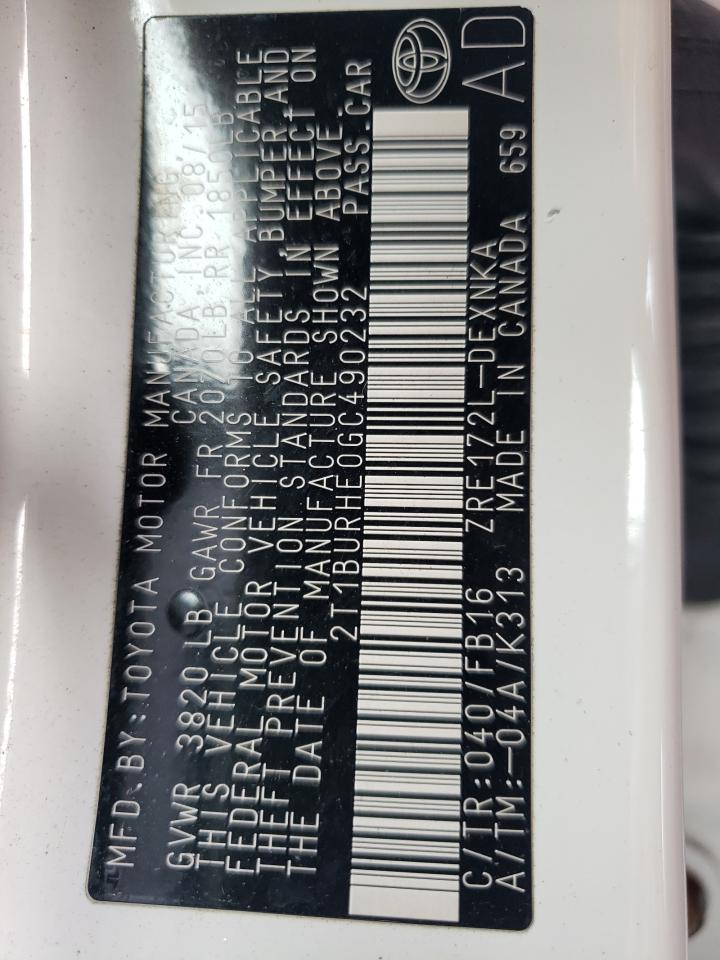 MFD.BY:TOYOTA MOTOR MANUFACTURING
CANADA, INC. 08/15
GVWR 3820 LB GAWR FR 2020LB, RR 1850LB
THIS VEHICLE CONFORMS TO ALL APPLICABLE
FEDERAL MOTOR VEHICLE SAFETY, BUMPER, AND
THEFT PREVENTION STANDARDS IN EFFECT ON
THE DATE OF MANUFACTURE SHOWN ABOVE.
2T1BURHE0GC490232 PASS.CAR
C/TR:040/FB16 ZRE172L-DEXNKA 659
A/TM:-04A/K313 MADE IN CANADA AD